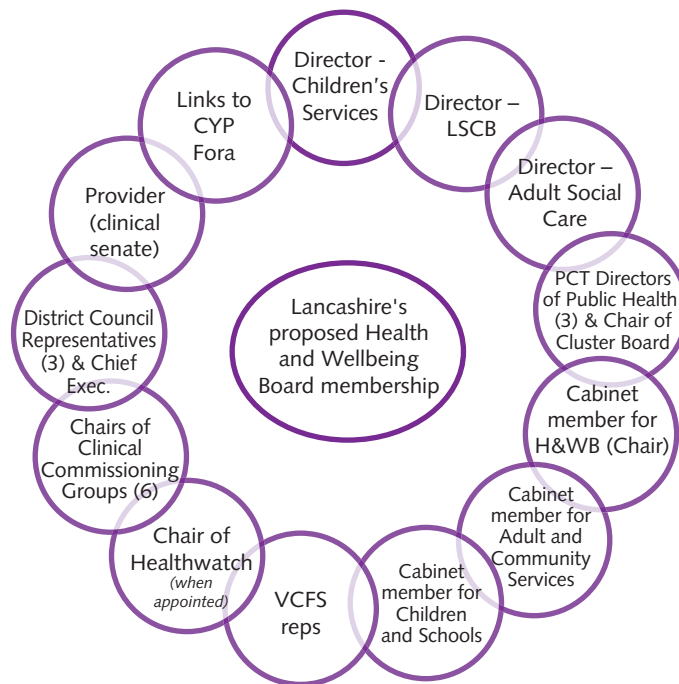 Director -
Children’s
Services
Director –
LSCB
Director –
Adult Social
Care
PCT Directors
of Public Health
(3) & Chair of
Cluster Board
Cabinet
member for
H&WB (Chair)
Cabinet
member for
Adult and
Community
Services
Cabinet
member for
Children
and Schools
VCFS
reps
Chair of
Healthwatch
(when
appointed)
Chairs of
Clinical
Commissioning
Groups (6)
District Council
Representatives
(3) & Chief
Exec.
Provider
(clinical
senate)
Links to
CYP
Fora
Lancashire's
proposed Health
and Wellbeing
Board membership